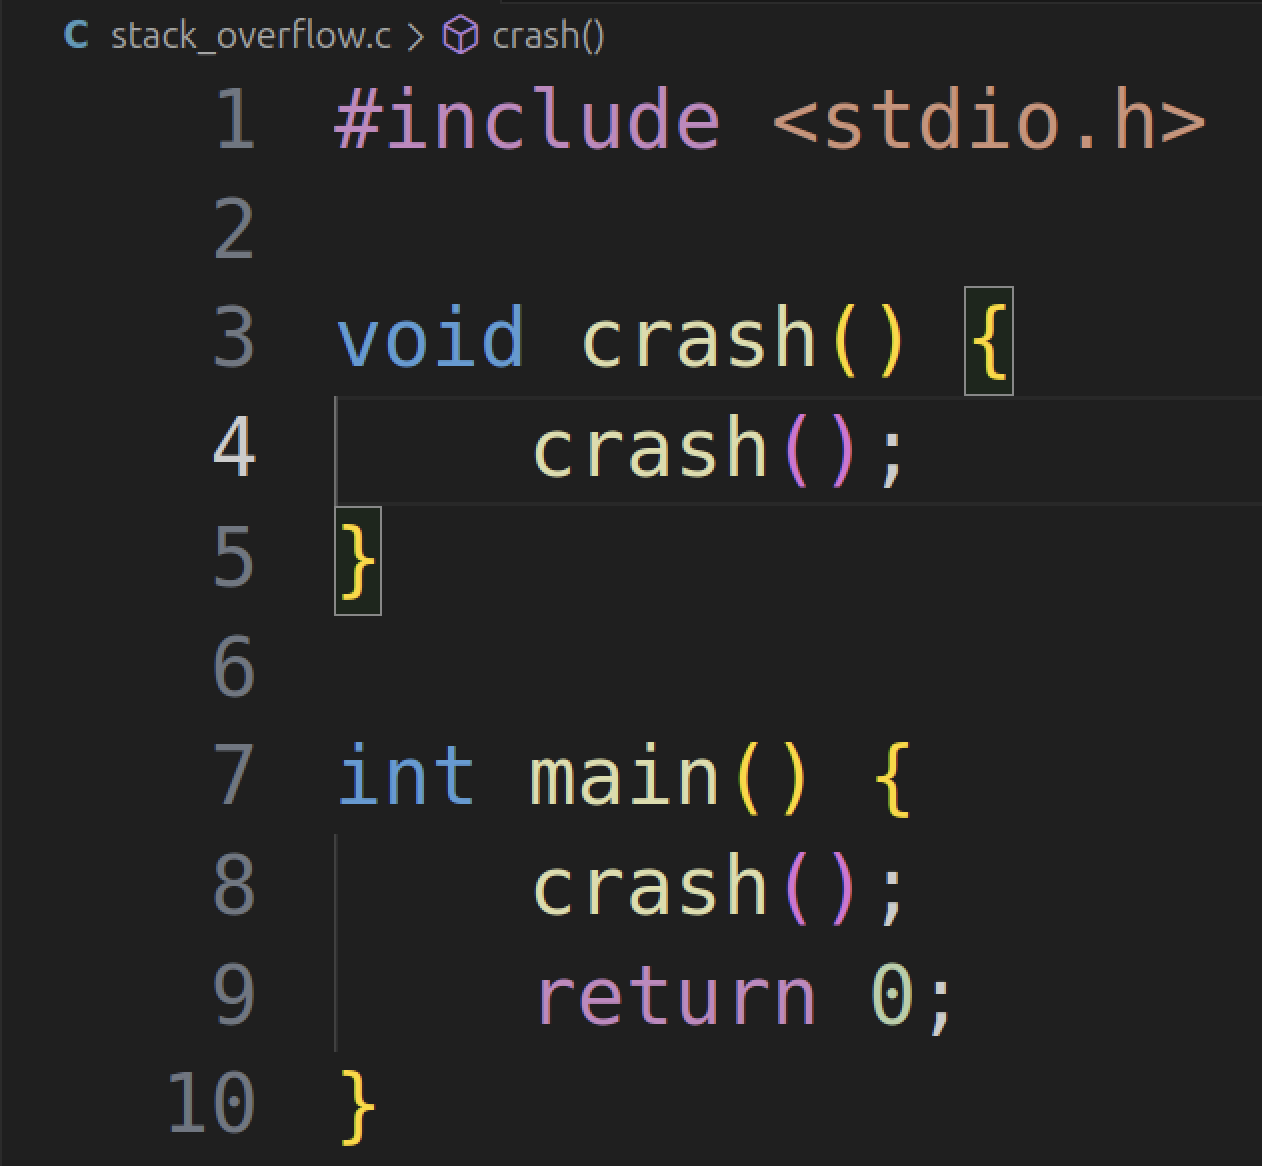 C stack_overflow.c > crash()
1 #include <stdio.h>
2
3 void crash() {
4     crash();
5 }
6
7 int main() {
8     crash();
9     return 0;
10 }